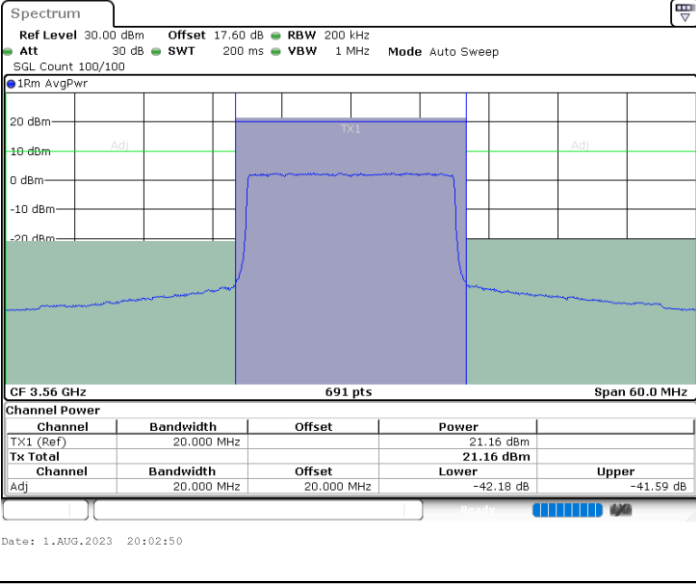 Spectrum
Ref Level 30.00 dBm Offset 17.60 dB RBW 200 kHz
Att 30 dB SWT 200 ms VBW 1 MHz Mode Auto Sweep
SGL Count 100/100
1Rm AvgPwr
20 dBm
TX1
Adj
Adj
10 dBm
0 dBm
-10 dBm
-20 dBm
CF 3.56 GHz 691 pts Span 60.0 MHz
Channel Power
Channel Bandwidth Offset Power
TX1 (Ref) 20.000 MHz 21.16 dBm
Tx Total 21.16 dBm
Channel Bandwidth Offset Lower Upper
Adj 20.000 MHz 20.000 MHz -42.18 dB -41.59 dB
Ready
Date: 1.AUG.2023 20:02:50